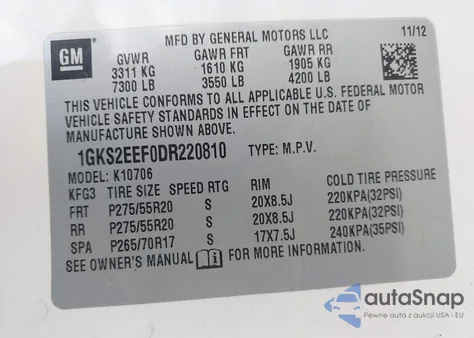 MFD BY GENERAL MOTORS LLC 11/12
GM
GVWR GAWR FRT GAWR RR
3311 KG 1610 KG 1905 KG
7300 LB 3550 LB 4200 LB
THIS VEHICLE CONFORMS TO ALL APPLICABLE U.S. FEDERAL MOTOR
VEHICLE SAFETY STANDARDS IN EFFECT ON THE DATE OF
MANUFACTURE SHOWN ABOVE.
1GKS2EEF0DR220810 TYPE: M.P.V.
MODEL: K10706
KFG3 TIRE SIZE SPEED RTG RIM COLD TIRE PRESSURE
FRT P275/55R20 S 20X8.5J 220KPA(32PSI)
RR P275/55R20 S 20X8.5J 220KPA(32PSI)
SPA P265/70R17 S 17X7.5J 240KPA(35PSI)
SEE OWNER'S MANUAL FOR MORE INFORMATION.
autoSnap
Pewne auta z aukcji USA i EU